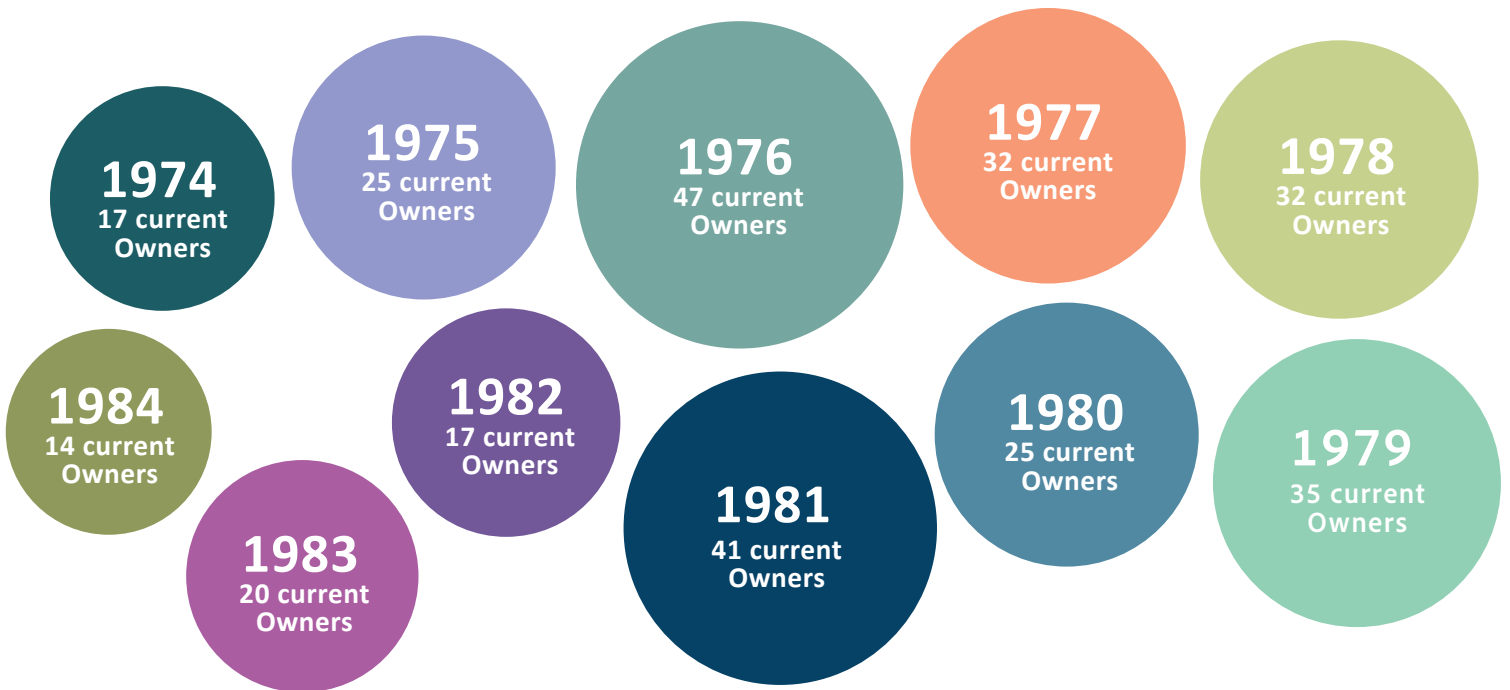 1974
17 current
Owners
1975
25 current
Owners
1976
47 current
Owners
1977
32 current
Owners
1978
32 current
Owners
1984
14 current
Owners
1982
17 current
Owners
1980
25 current
Owners
1979
35 current
Owners
1983
20 current
Owners
1981
41 current
Owners